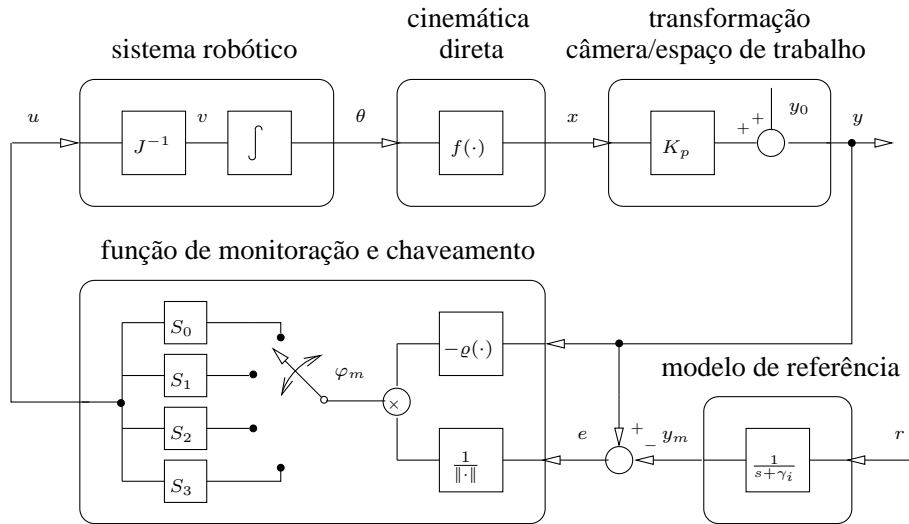 sistema robótico
cinemática
direta
transformação
câmera/espaço de trabalho
u
J⁻¹
v
∫
θ
f(·)
x
K_p
+
+
y_0
y
função de monitoração e chaveamento
S_0
S_1
S_2
S_3
φ_m
×
−ϱ(·)
1/‖·‖
e
+
−
y_m
modelo de referência
1/(s+γ_i)
r